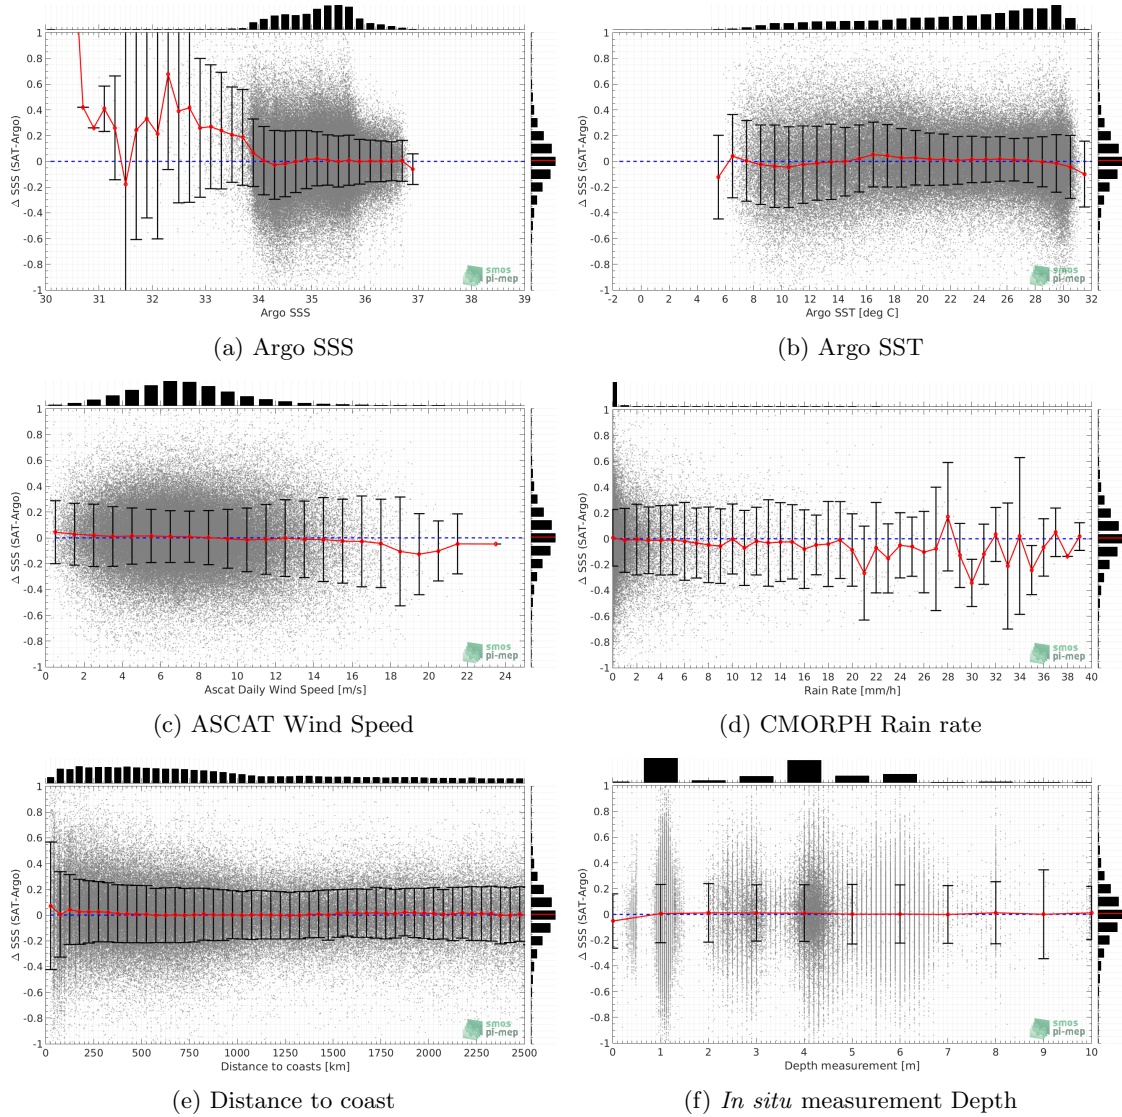 1
0.8
0.6
0.4
0.2
0
-0.2
-0.4
-0.6
-0.8
-1
Δ SSS (SAT-Argo)
30 31 32 33 34 35 36 37 38 39
Argo SSS
smos
pi-mep
(a) Argo SSS
1
0.8
0.6
0.4
0.2
0
-0.2
-0.4
-0.6
-0.8
-1
Δ SSS (SAT-Argo)
-2 0 2 4 6 8 10 12 14 16 18 20 22 24 26 28 30 32
Argo SST [deg C]
smos
pi-mep
(b) Argo SST
1
0.8
0.6
0.4
0.2
0
-0.2
-0.4
-0.6
-0.8
-1
Δ SSS (SAT-Argo)
0 2 4 6 8 10 12 14 16 18 20 22 24
Ascat Daily Wind Speed [m/s]
smos
pi-mep
(c) ASCAT Wind Speed
1
0.8
0.6
0.4
0.2
0
-0.2
-0.4
-0.6
-0.8
-1
Δ SSS (SAT-Argo)
0 2 4 6 8 10 12 14 16 18 20 22 24 26 28 30 32 34 36 38 40
Rain Rate [mm/h]
smos
pi-mep
(d) CMORPH Rain rate
1
0.8
0.6
0.4
0.2
0
-0.2
-0.4
-0.6
-0.8
-1
Δ SSS (SAT-Argo)
0 250 500 750 1000 1250 1500 1750 2000 2250 2500
Distance to coasts [km]
smos
pi-mep
(e) Distance to coast
1
0.8
0.6
0.4
0.2
0
-0.2
-0.4
-0.6
-0.8
-1
Δ SSS (SAT-Argo)
0 1 2 3 4 5 6 7 8 9 10
Depth measurement [m]
smos
pi-mep
(f) In situ measurement Depth